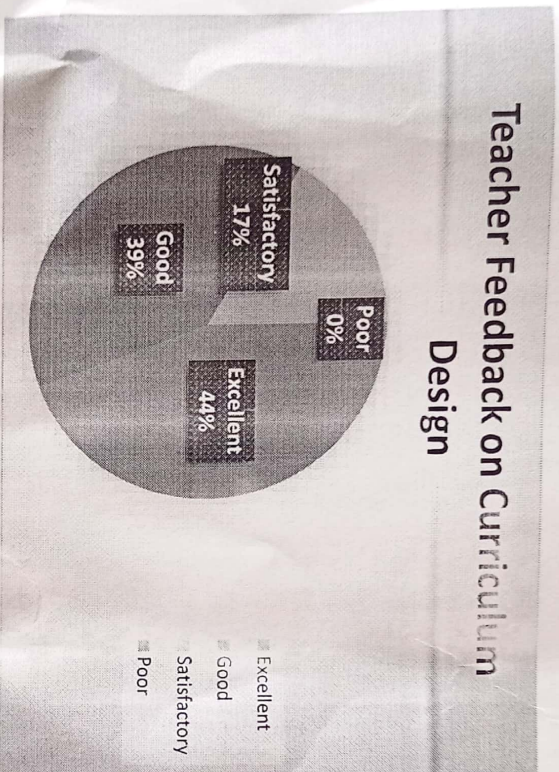 Teacher Feedback on Curriculum
Design
Poor
0%
Satisfactory
17%
Excellent
44%
Good
39%
Excellent
Good
Satisfactory
Poor